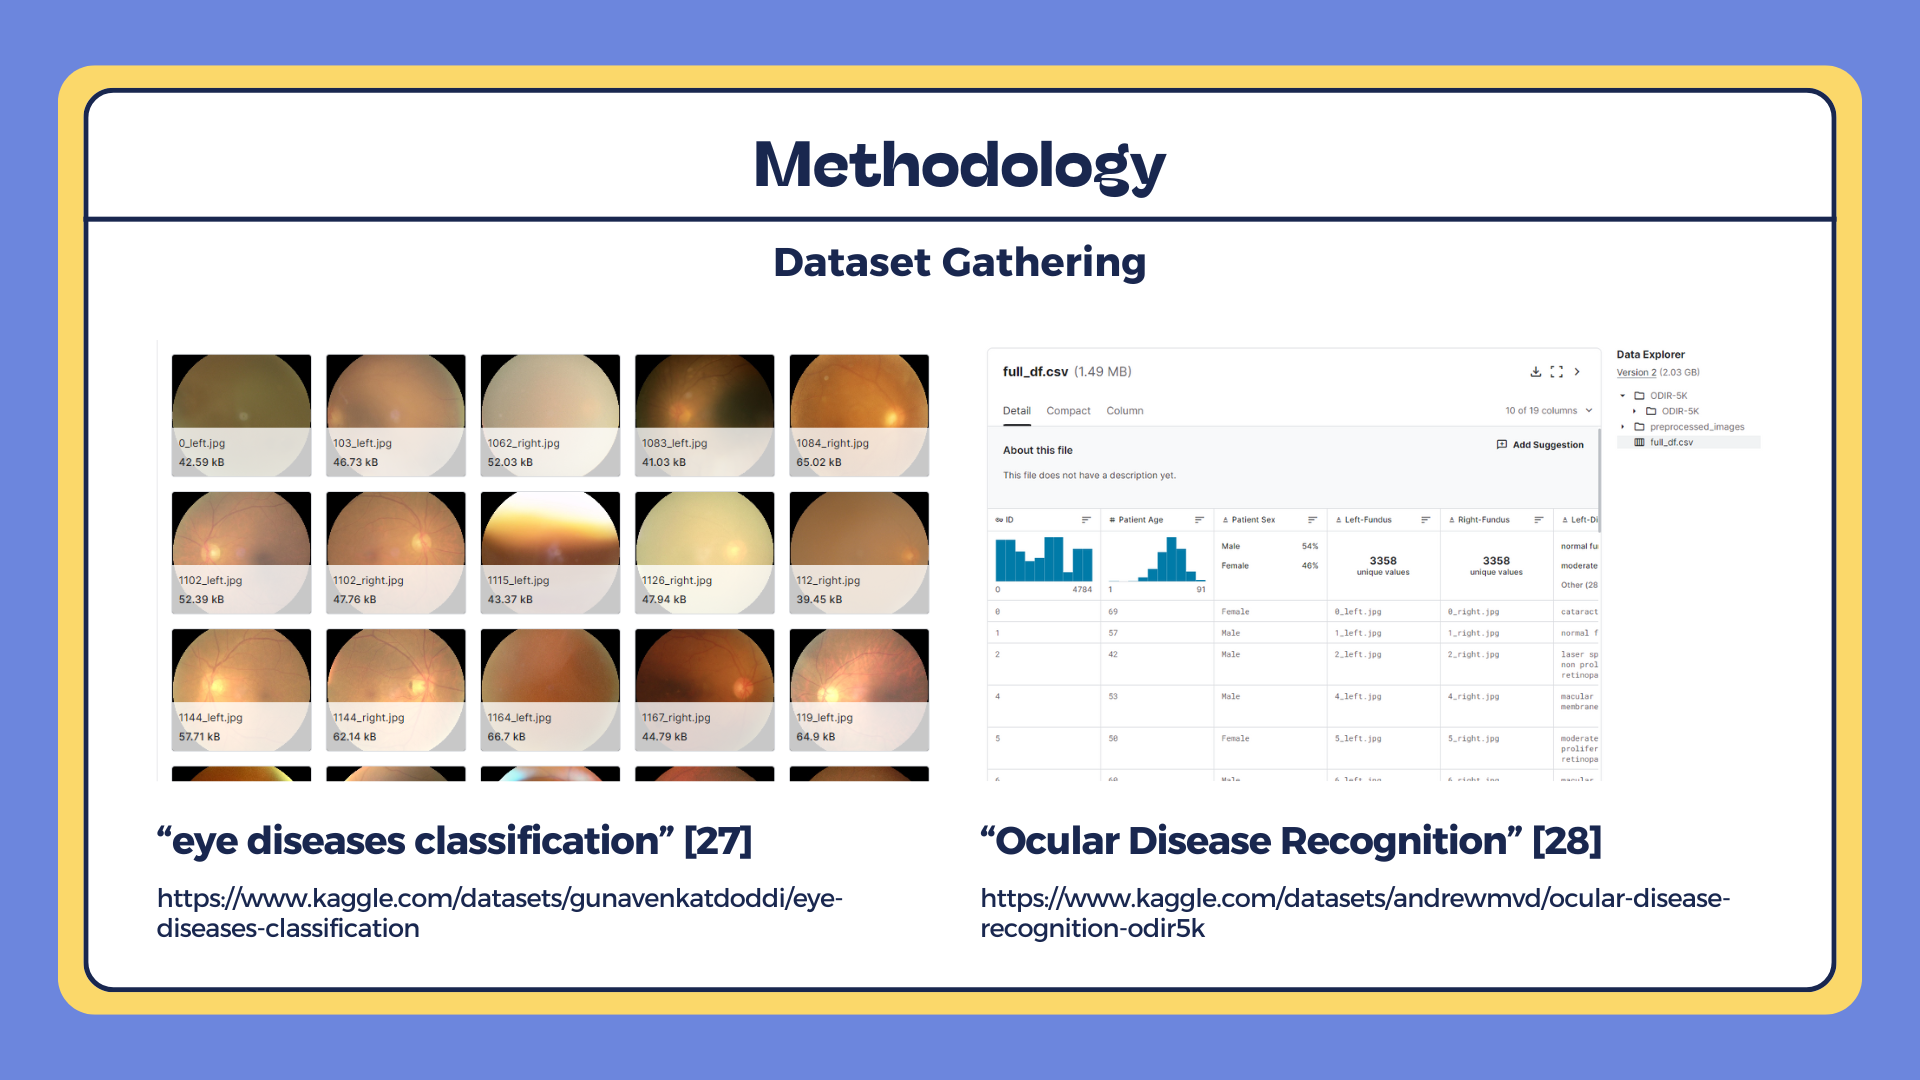 Methodology
Dataset Gathering
0_left.jpg
42.59 kB
103_left.jpg
46.73 kB
1062_right.jpg
52.03 kB
1083_left.jpg
41.03 kB
1084_right.jpg
65.02 kB
1102_left.jpg
52.39 kB
1102_right.jpg
47.76 kB
1115_left.jpg
43.37 kB
1126_right.jpg
47.94 kB
112_right.jpg
39.45 kB
1144_left.jpg
57.71 kB
1144_right.jpg
62.14 kB
1164_left.jpg
66.7 kB
1167_right.jpg
44.79 kB
119_left.jpg
64.9 kB
full_df.csv (1.49 MB)
Detail Compact Column 10 of 19 columns
About this file
Add Suggestion
This file does not have a description yet.
ID Patient Age Patient Sex Left-Fundus Right-Fundus Left-Di
Male 54%
Female 46%
3358
unique values
3358
unique values
normal fu
moderate
Other (28
0 4784 1 91
0 69 Female 0_left.jpg 0_right.jpg cataract
1 57 Male 1_left.jpg 1_right.jpg normal f
2 42 Male 2_left.jpg 2_right.jpg laser sp
non prol
retinopa
4 53 Male 4_left.jpg 4_right.jpg macular
membrane
5 50 Female 5_left.jpg 5_right.jpg moderate
prolifer
retinopa
Data Explorer
Version 2 (2.03 GB)
ODIR-5K
ODIR-5K
preprocessed_images
full_df.csv
“eye diseases classification” [27]
https://www.kaggle.com/datasets/gunavenkatdoddi/eye-
diseases-classification
“Ocular Disease Recognition” [28]
https://www.kaggle.com/datasets/andrewmvd/ocular-disease-
recognition-odir5k